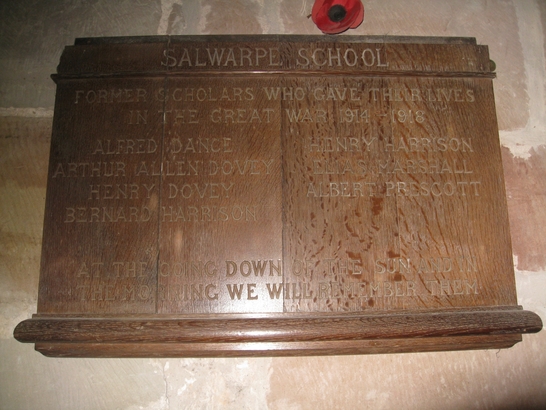 SALWARPE SCHOOL
FORMER SCHOLARS WHO GAVE THEIR LIVES
IN THE GREAT WAR 1914-1918
ALFRED DANCE
ARTHUR ALLEN DOVEY
HENRY DOVEY
BERNARD HARRISON
HENRY HARRISON
ELIAS MARSHALL
ALBERT PRESCOTT
AT THE GOING DOWN OF THE SUN AND IN
THE MORNING WE WILL REMEMBER THEM